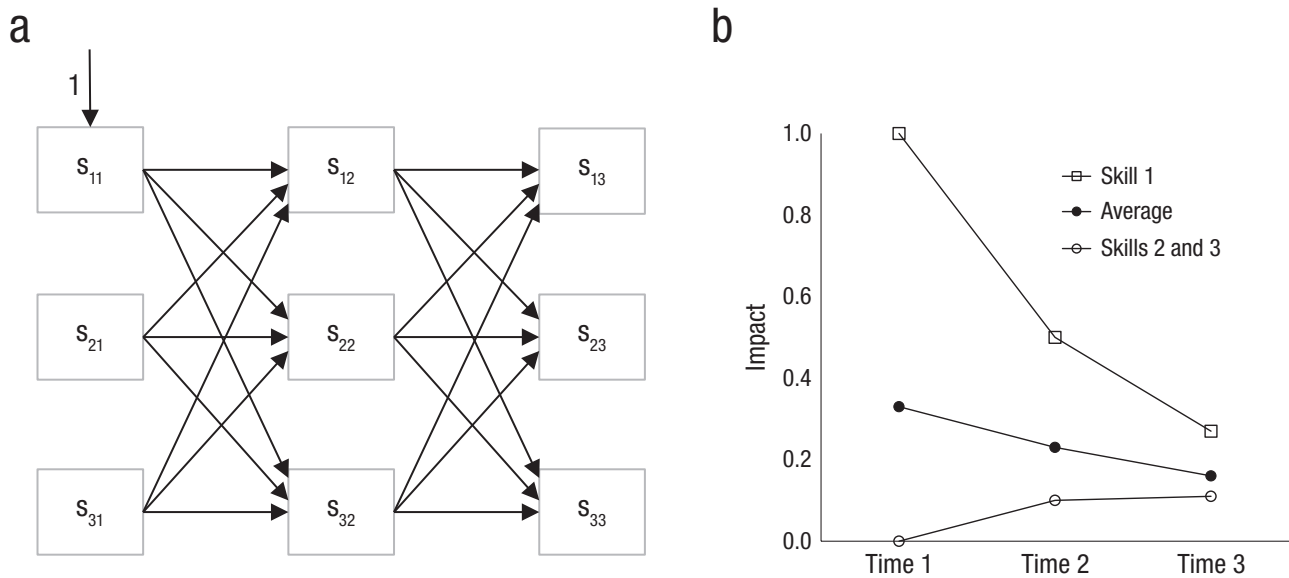 a
1
S11
S12
S13
S21
S22
S23
S31
S32
S33
b
1.0
0.8
0.6
0.4
0.2
0.0
Impact
Skill 1
Average
Skills 2 and 3
Time 1
Time 2
Time 3